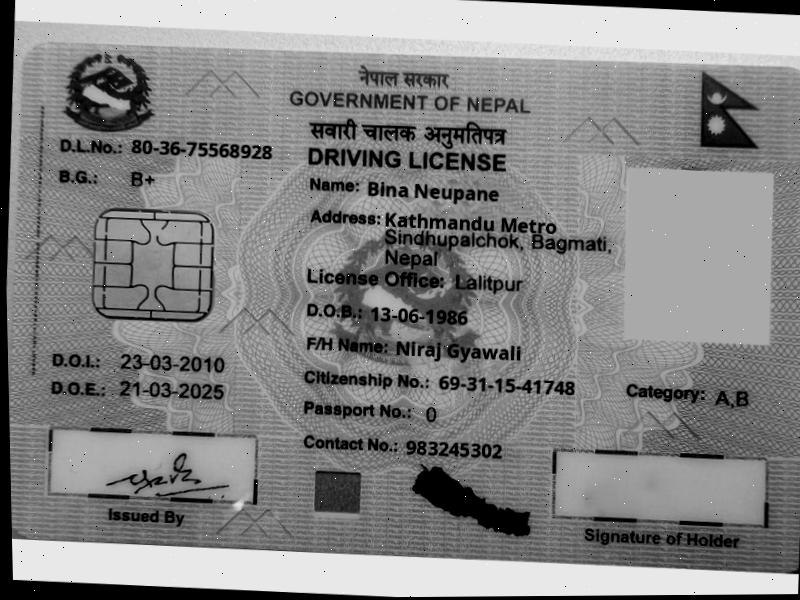 नेपाल सरकार
GOVERNMENT OF NEPAL
सवारी चालक अनुमतिपत्र
DRIVING LICENSE
D.L.No.: 80-36-75568928
B.G.: B+
Name: Bina Neupane
Address: Kathmandu Metro
Sindhupalchok, Bagmati,
Nepal
License Office: Lalitpur
D.O.B.: 13-06-1986
F/H Name: Niraj Gyawali
D.O.I.: 23-03-2010
D.O.E.: 21-03-2025
Citizenship No.: 69-31-15-41748
Category: A,B
Passport No.: 0
Contact No.: 983245302
Issued By
Signature of Holder